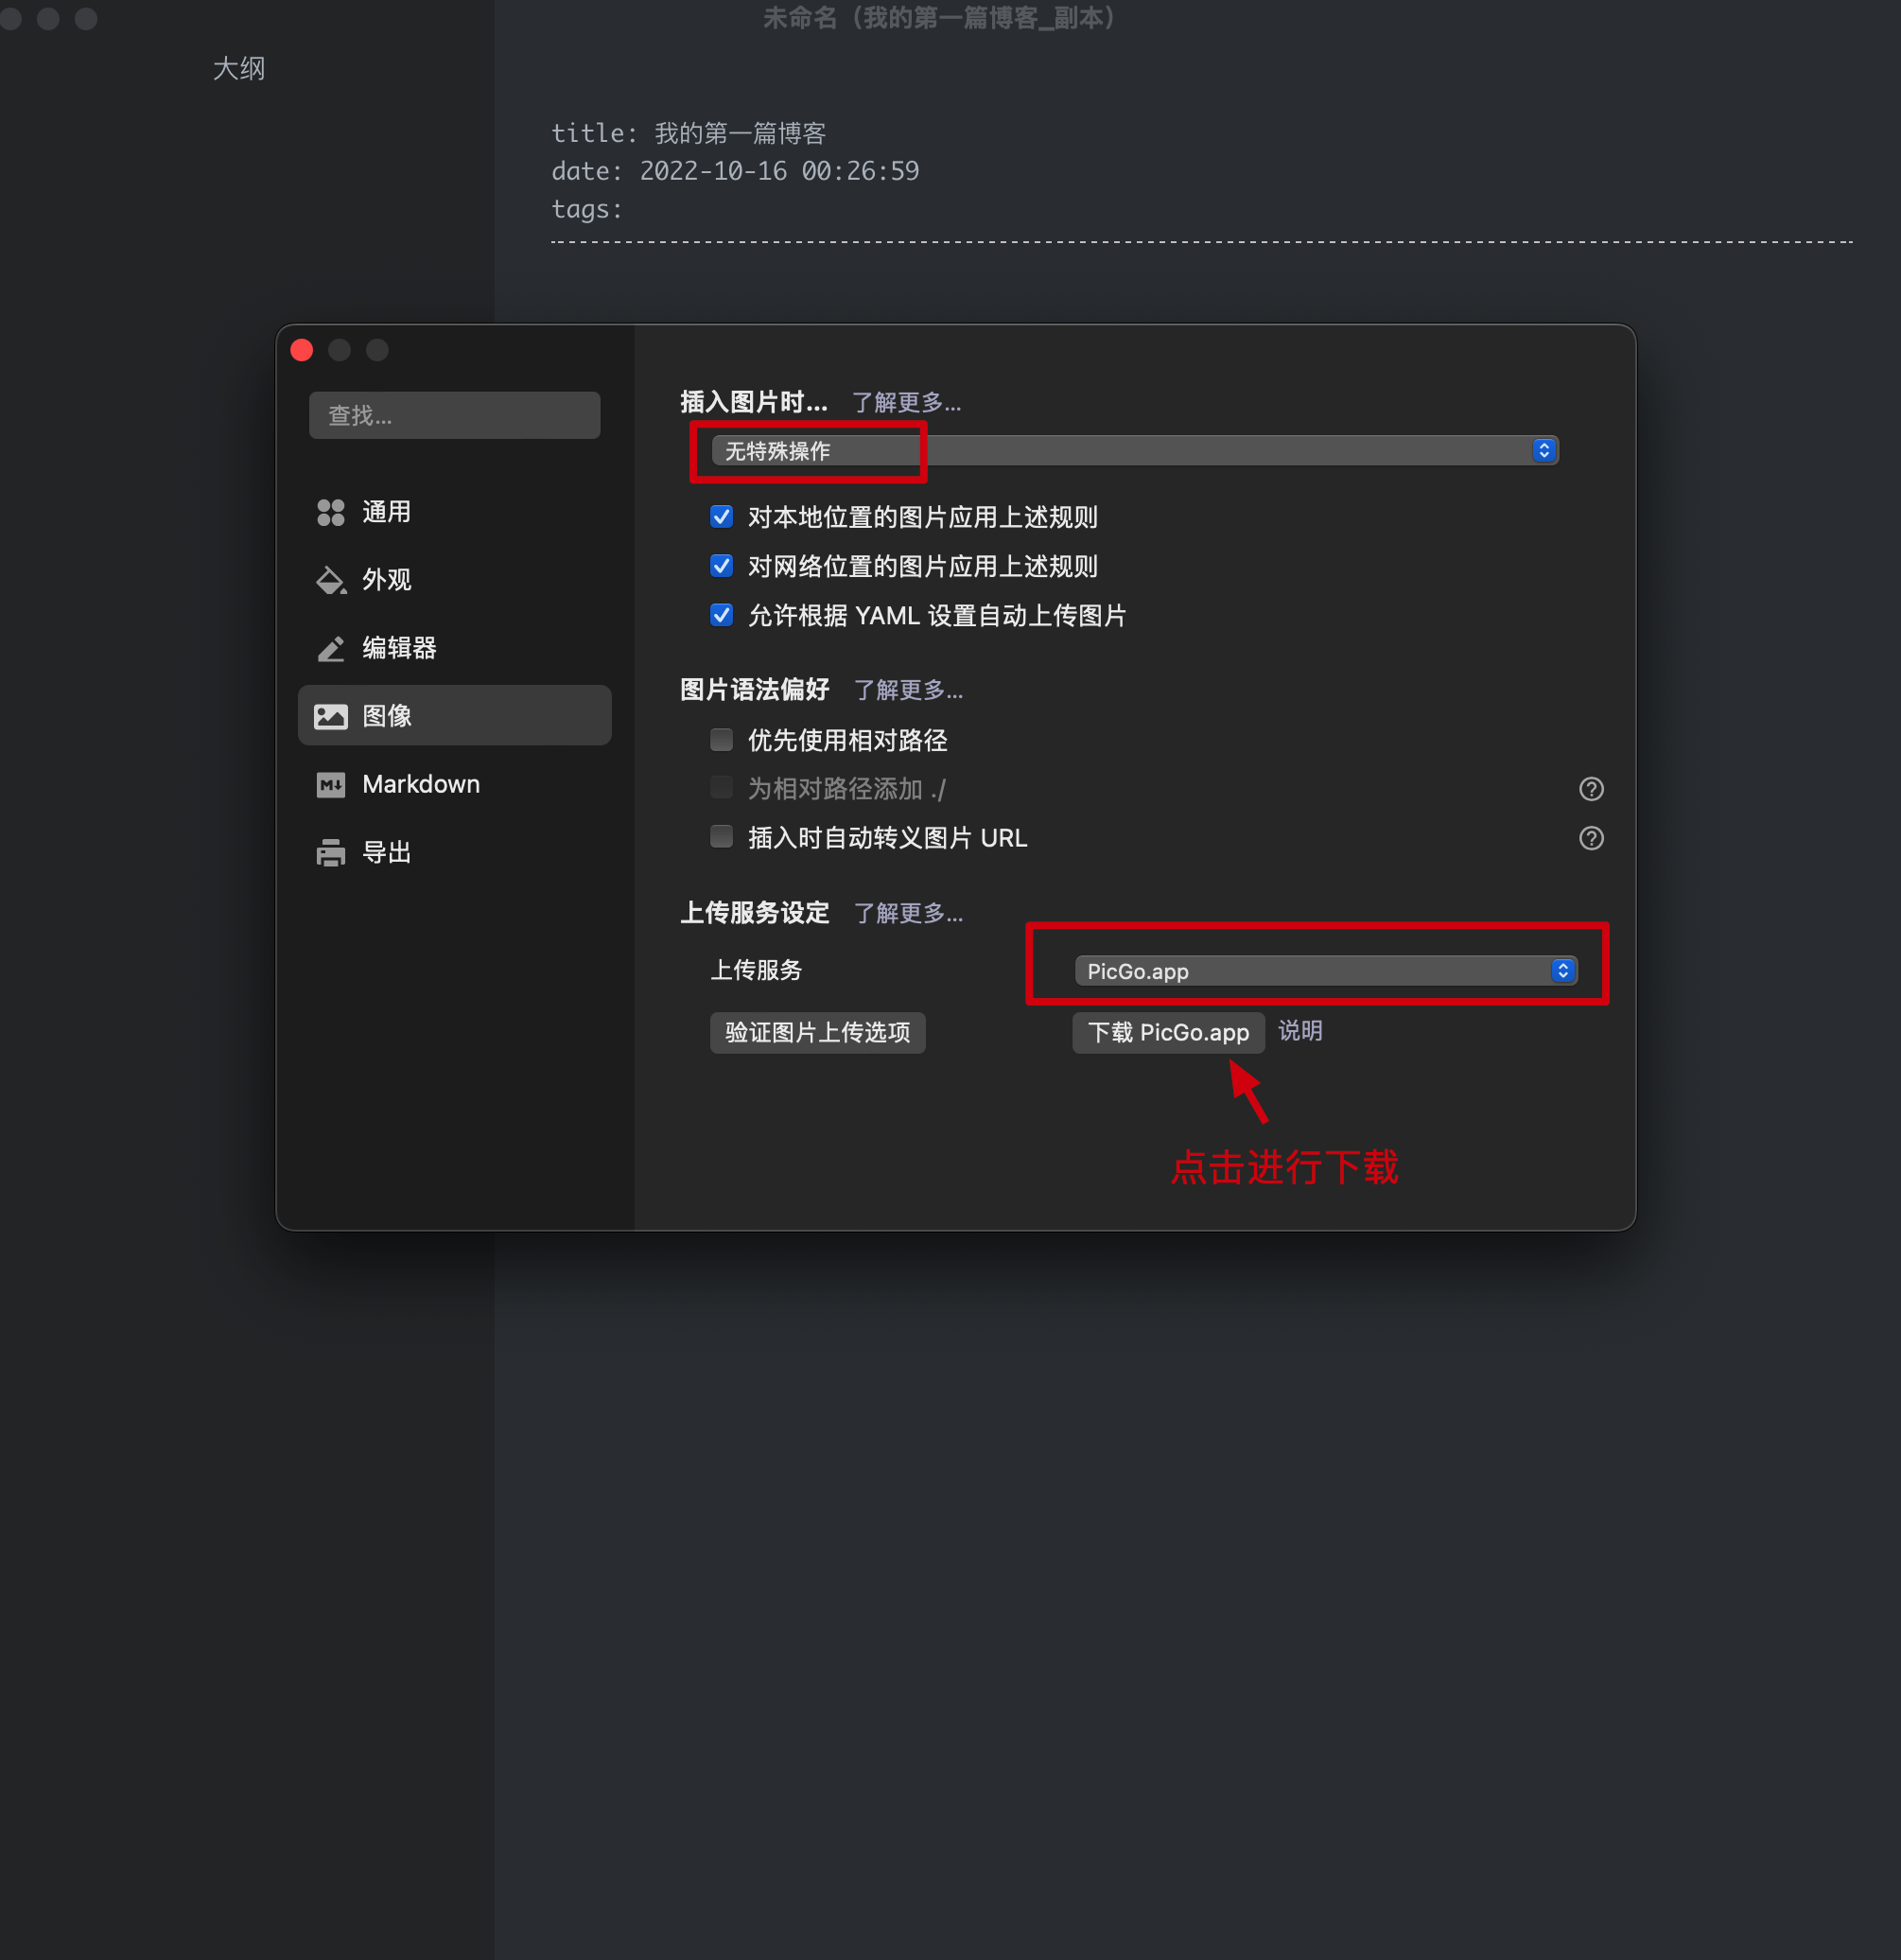 未命名（我的第一篇博客_副本）
大纲
title: 我的第一篇博客
date: 2022-10-16 00:26:59
tags:
查找...
通用
外观
编辑器
图像
Markdown
导出
插入图片时... 了解更多...
无特殊操作
对本地位置的图片应用上述规则
对网络位置的图片应用上述规则
允许根据 YAML 设置自动上传图片
图片语法偏好 了解更多...
优先使用相对路径
为相对路径添加 ./
插入时自动转义图片 URL
上传服务设定 了解更多...
上传服务 PicGo.app
验证图片上传选项 下载 PicGo.app 说明
点击进行下载